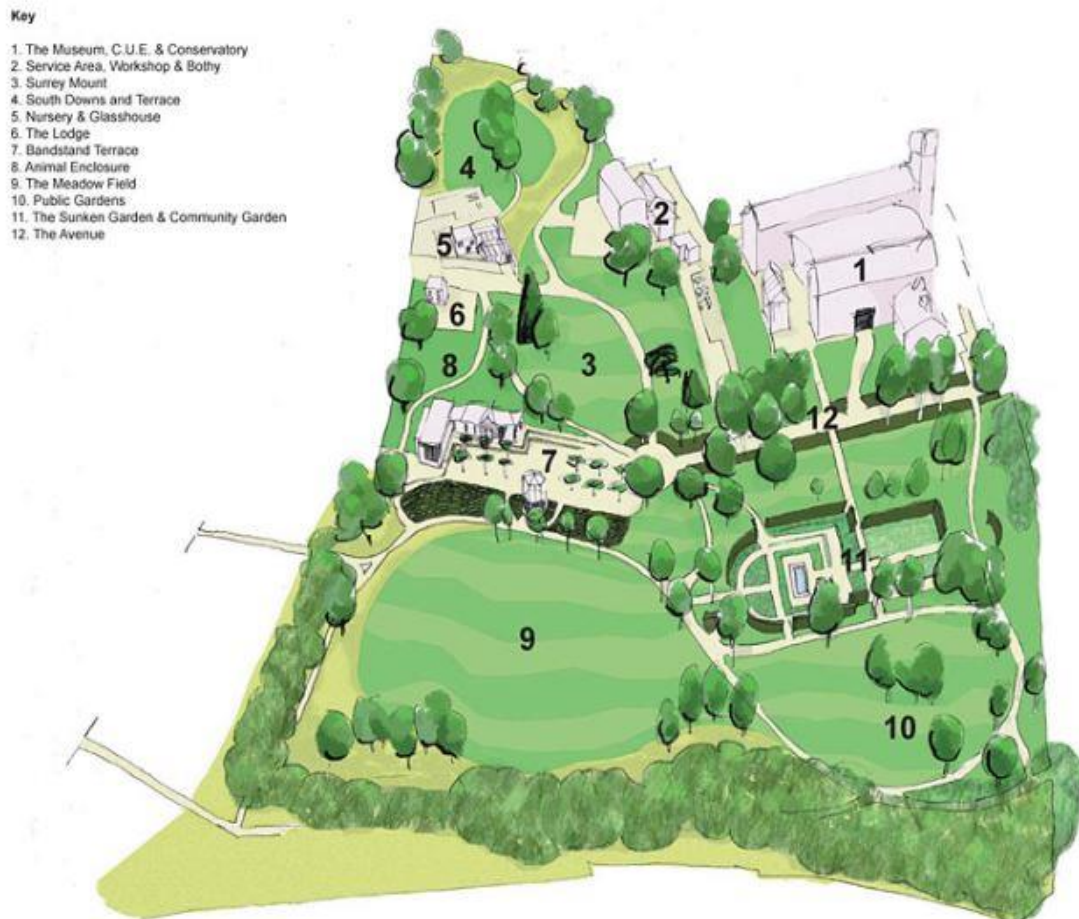 Key
1. The Museum, C.U.E. & Conservatory
2. Service Area, Workshop & Bothy
3. Surrey Mount
4. South Downs and Terrace
5. Nursery & Glasshouse
6. The Lodge
7. Bandstand Terrace
8. Animal Enclosure
9. The Meadow Field
10. Public Gardens
11. The Sunken Garden & Community Garden
12. The Avenue
4
2
5
1
6
8
3
12
7
11
9
10